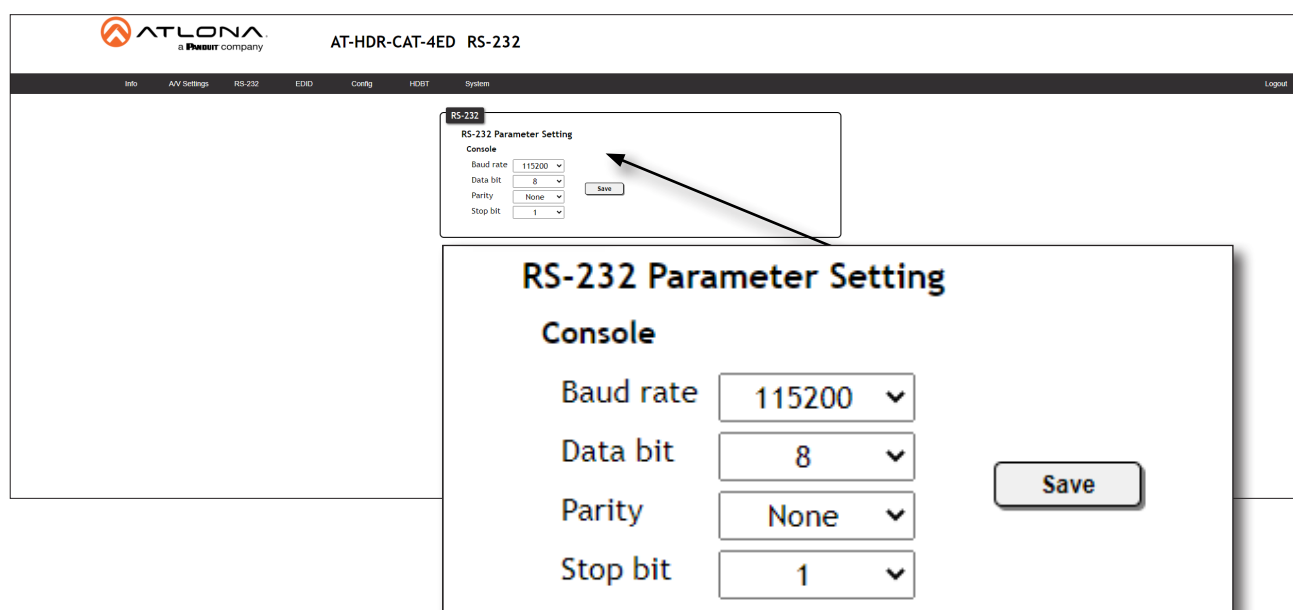 ATLONA.
a PANDUIT company
AT-HDR-CAT-4ED RS-232
Info A/V Settings RS-232 EDID Config HDBT System Logout
RS-232
RS-232 Parameter Setting
Console
Baud rate 115200
Data bit 8
Save
Parity None
Stop bit 1
RS-232 Parameter Setting
Console
Baud rate 115200
Data bit 8
Save
Parity None
Stop bit 1